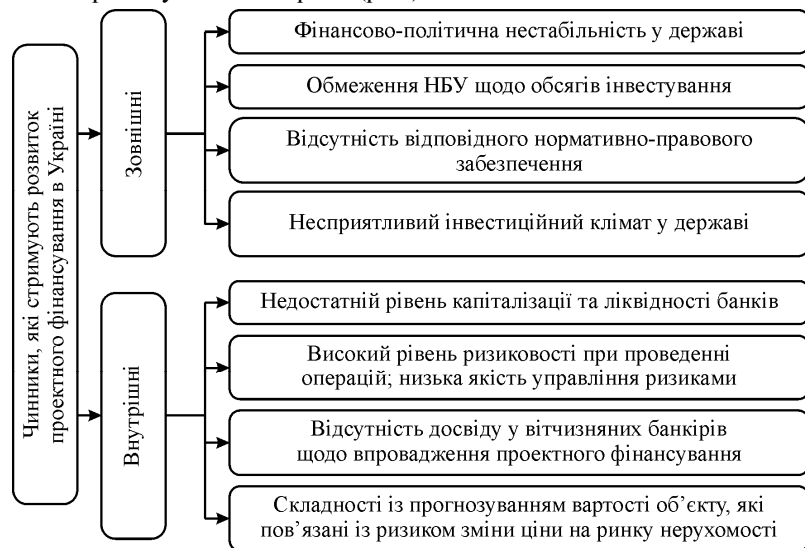 Чинники, які стримують розвиток
проектного фінансування в Україні
Зовнішні
Фінансово-політична нестабільність у державі
Обмеження НБУ щодо обсягів інвестування
Відсутність відповідного нормативно-правового
забезпечення
Несприятливий інвестиційний клімат у державі
Внутрішні
Недостатній рівень капіталізації та ліквідності банків
Високий рівень ризиковості при проведенні
операцій; низька якість управління ризиками
Відсутність досвіду у вітчизняних банкірів
щодо впровадження проектного фінансування
Складності із прогнозуванням вартості об’єкту, які
пов’язані із ризиком зміни ціни на ринку нерухомості